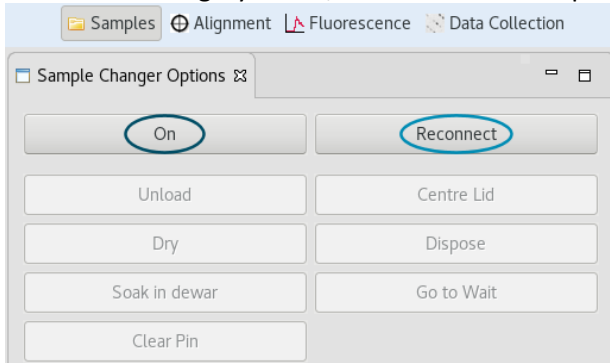 Samples Alignment Fluorescence Data Collection
Sample Changer Options
On Reconnect
Unload Centre Lid
Dry Dispose
Soak in dewar Go to Wait
Clear Pin